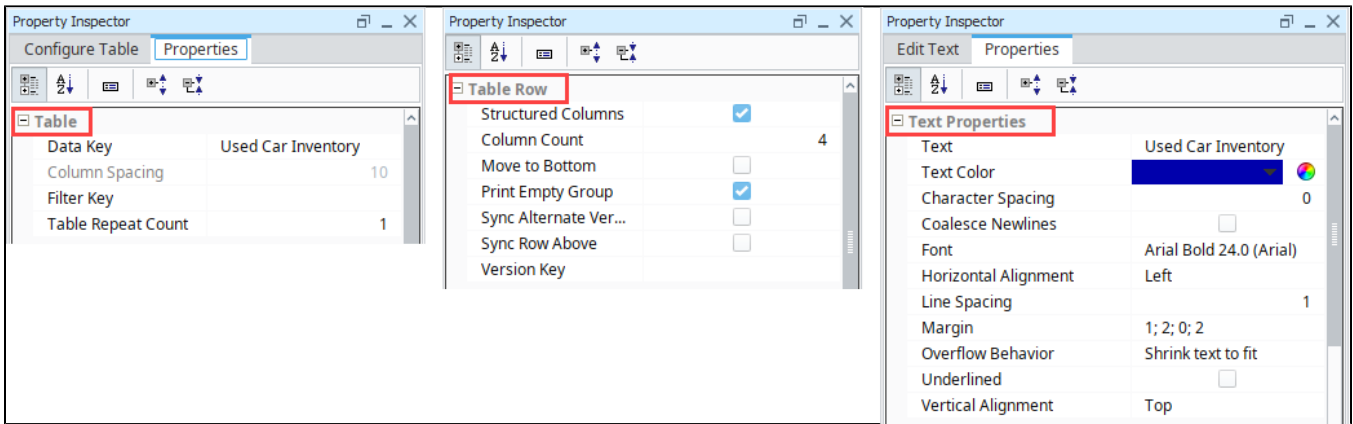 Property Inspector
Configure Table Properties
Table
Data Key Used Car Inventory
Column Spacing 10
Filter Key
Table Repeat Count 1
Property Inspector
Table Row
Structured Columns
Column Count 4
Move to Bottom
Print Empty Group
Sync Alternate Ver...
Sync Row Above
Version Key
Property Inspector
Edit Text Properties
Text Properties
Text Used Car Inventory
Text Color
Character Spacing 0
Coalesce Newlines
Font Arial Bold 24.0 (Arial)
Horizontal Alignment Left
Line Spacing 1
Margin 1; 2; 0; 2
Overflow Behavior Shrink text to fit
Underlined
Vertical Alignment Top